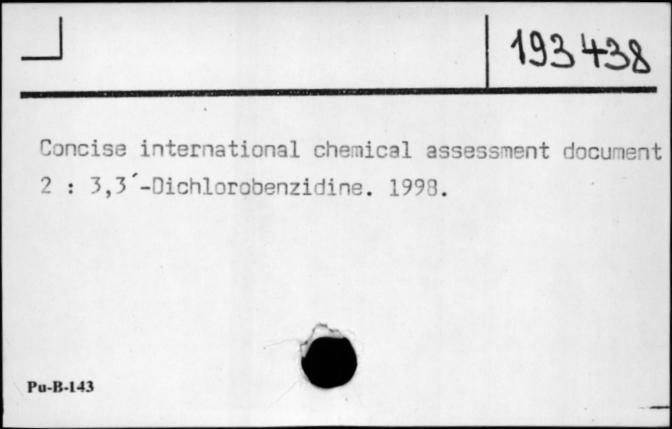 193438
Concise international chemical assessment document
2 : 3,3´-Dichlorobenzidine. 1998.
Pu-B-143